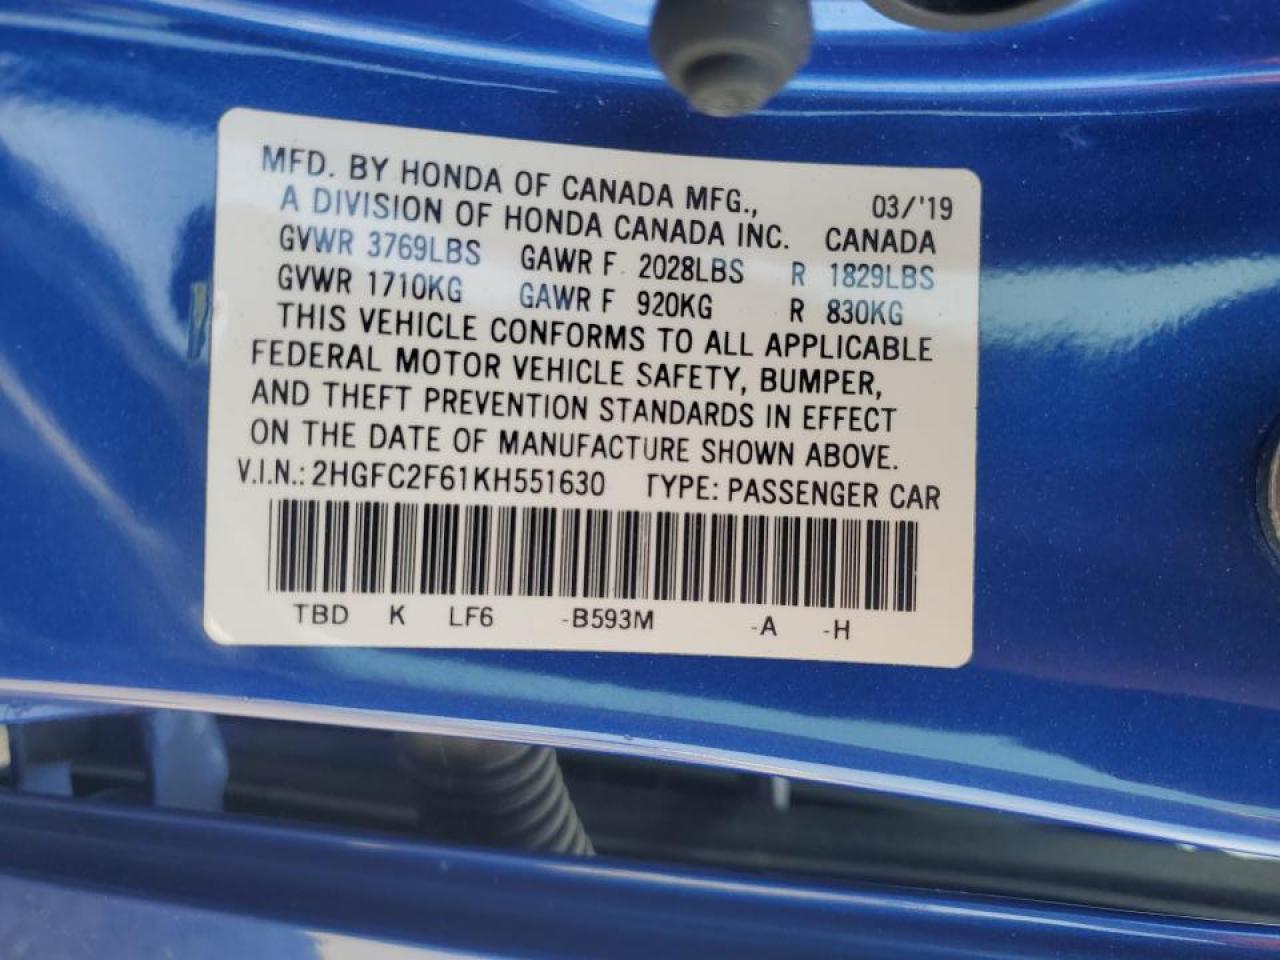 MFD. BY HONDA OF CANADA MFG., 03/'19
A DIVISION OF HONDA CANADA INC. CANADA
GVWR 3769LBS GAWR F 2028LBS R 1829LBS
GVWR 1710KG GAWR F 920KG R 830KG
THIS VEHICLE CONFORMS TO ALL APPLICABLE
FEDERAL MOTOR VEHICLE SAFETY, BUMPER,
AND THEFT PREVENTION STANDARDS IN EFFECT
ON THE DATE OF MANUFACTURE SHOWN ABOVE.
V.I.N.: 2HGFC2F61KH551630 TYPE: PASSENGER CAR
TBD K LF6 -B593M -A -H